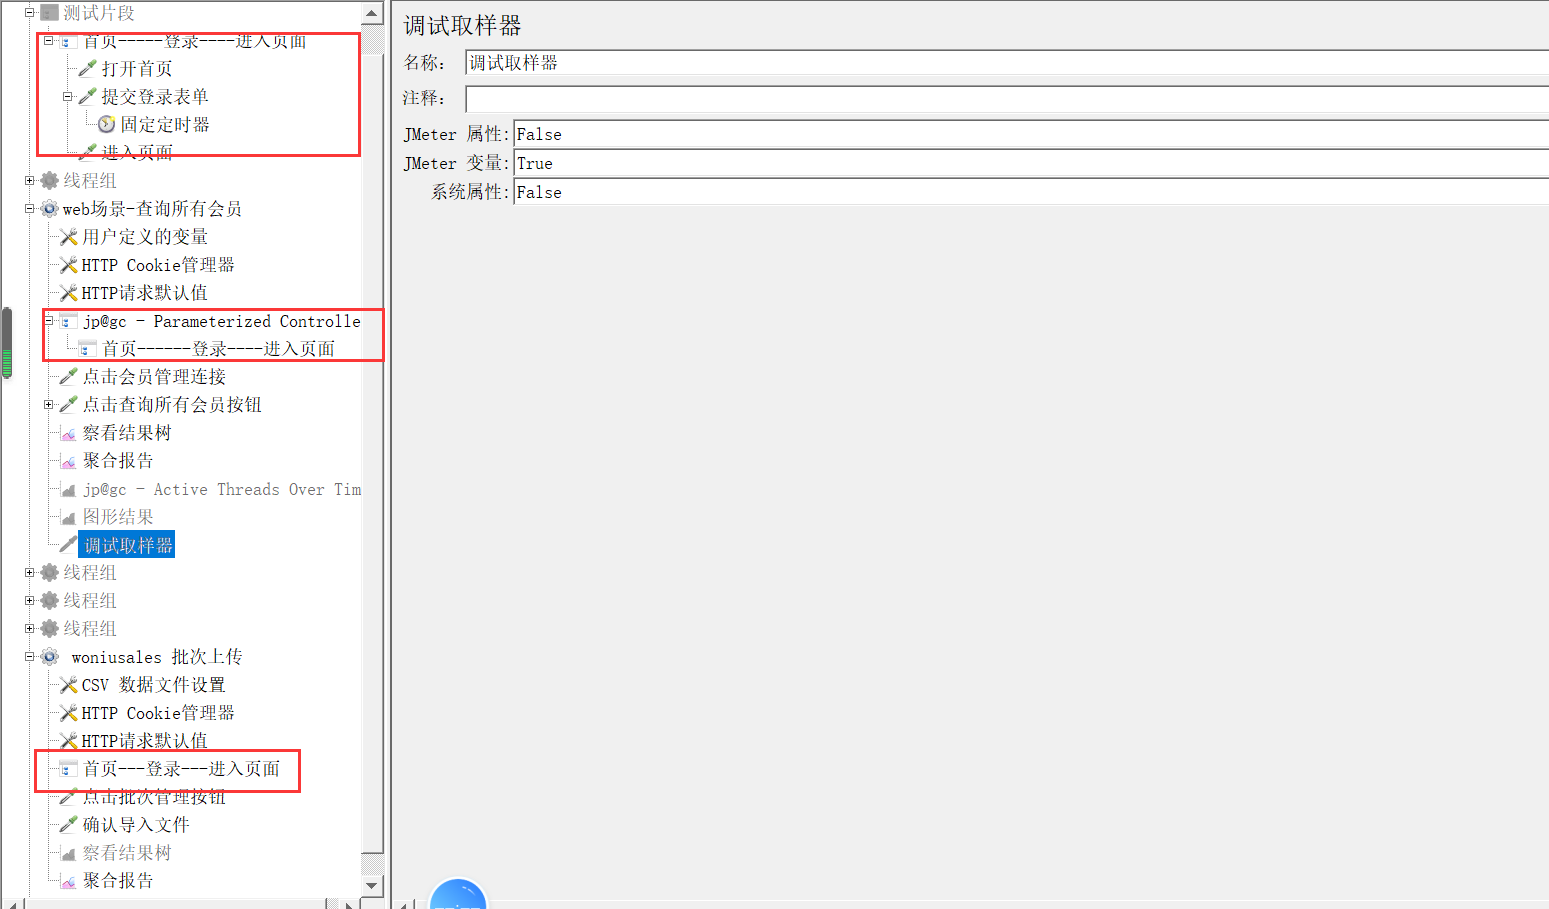 测试片段
首页-----登录----进入页面
打开首页
提交登录表单
固定定时器
进入页面
线程组
web场景-查询所有会员
用户定义的变量
HTTP Cookie管理器
HTTP请求默认值
jp@gc - Parameterized Controlle
首页------登录----进入页面
点击会员管理连接
点击查询所有会员按钮
察看结果树
聚合报告
jp@gc - Active Threads Over Tim
图形结果
调试取样器
线程组
线程组
线程组
woniusales 批次上传
CSV 数据文件设置
HTTP Cookie管理器
HTTP请求默认值
首页---登录---进入页面
点击批次管理按钮
确认导入文件
察看结果树
聚合报告
调试取样器
名称: 调试取样器
注释:
JMeter 属性: False
JMeter 变量: True
系统属性: False